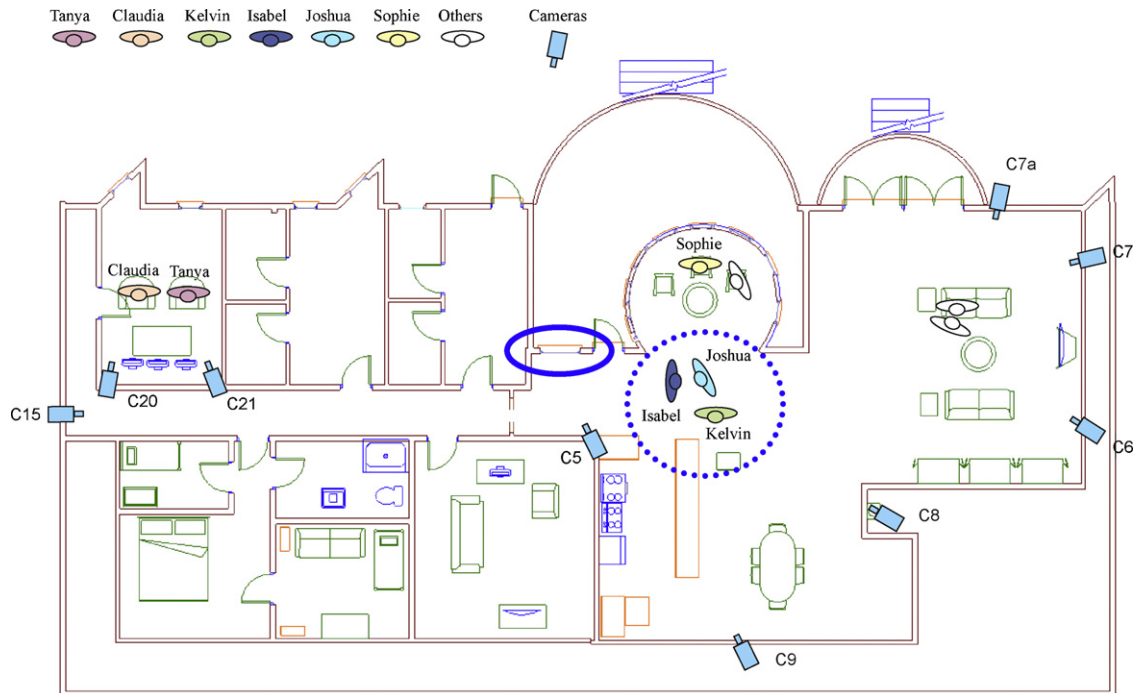 Tanya Claudia Kelvin Isabel Joshua Sophie Others Cameras
C7a
Sophie
C7
Claudia Tanya
Joshua
C20 C21
C15
Isabel
Kelvin
C5
C6
C8
C9